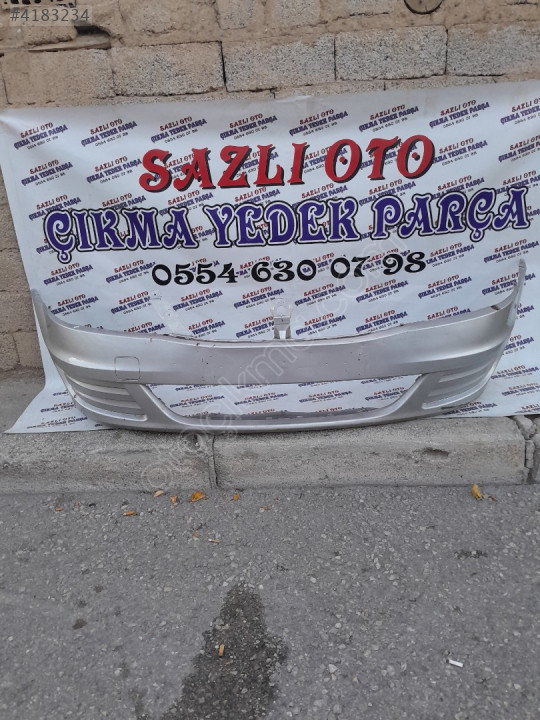 #4183234
SAZLI OTO
ÇIKMA YEDEK PARÇA
0554 630 07 98